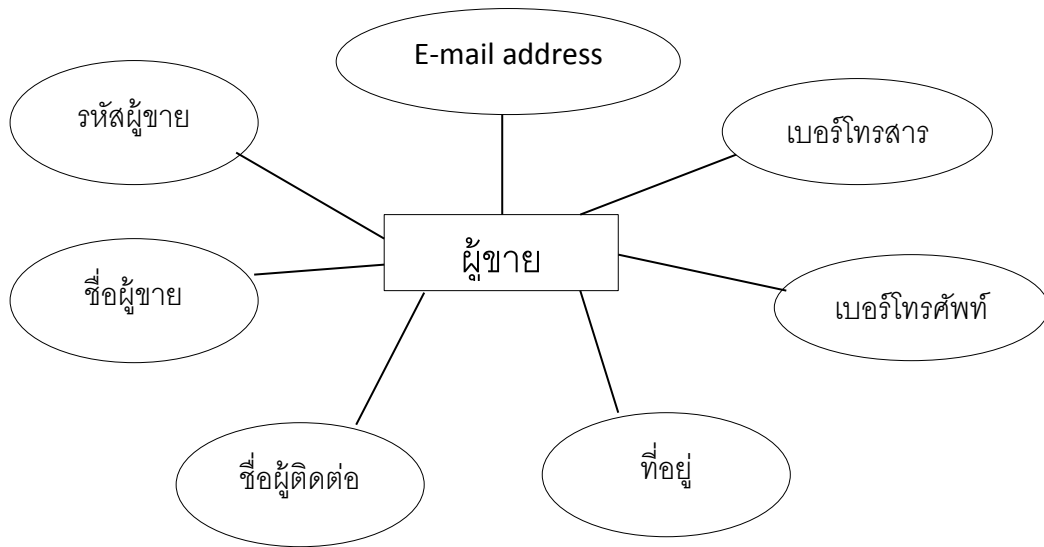 E-mail address
รหัสผู้ขาย
เบอร์โทรสาร
ผู้ขาย
ชื่อผู้ขาย
เบอร์โทรศัพท์
ชื่อผู้ติดต่อ
ที่อยู่